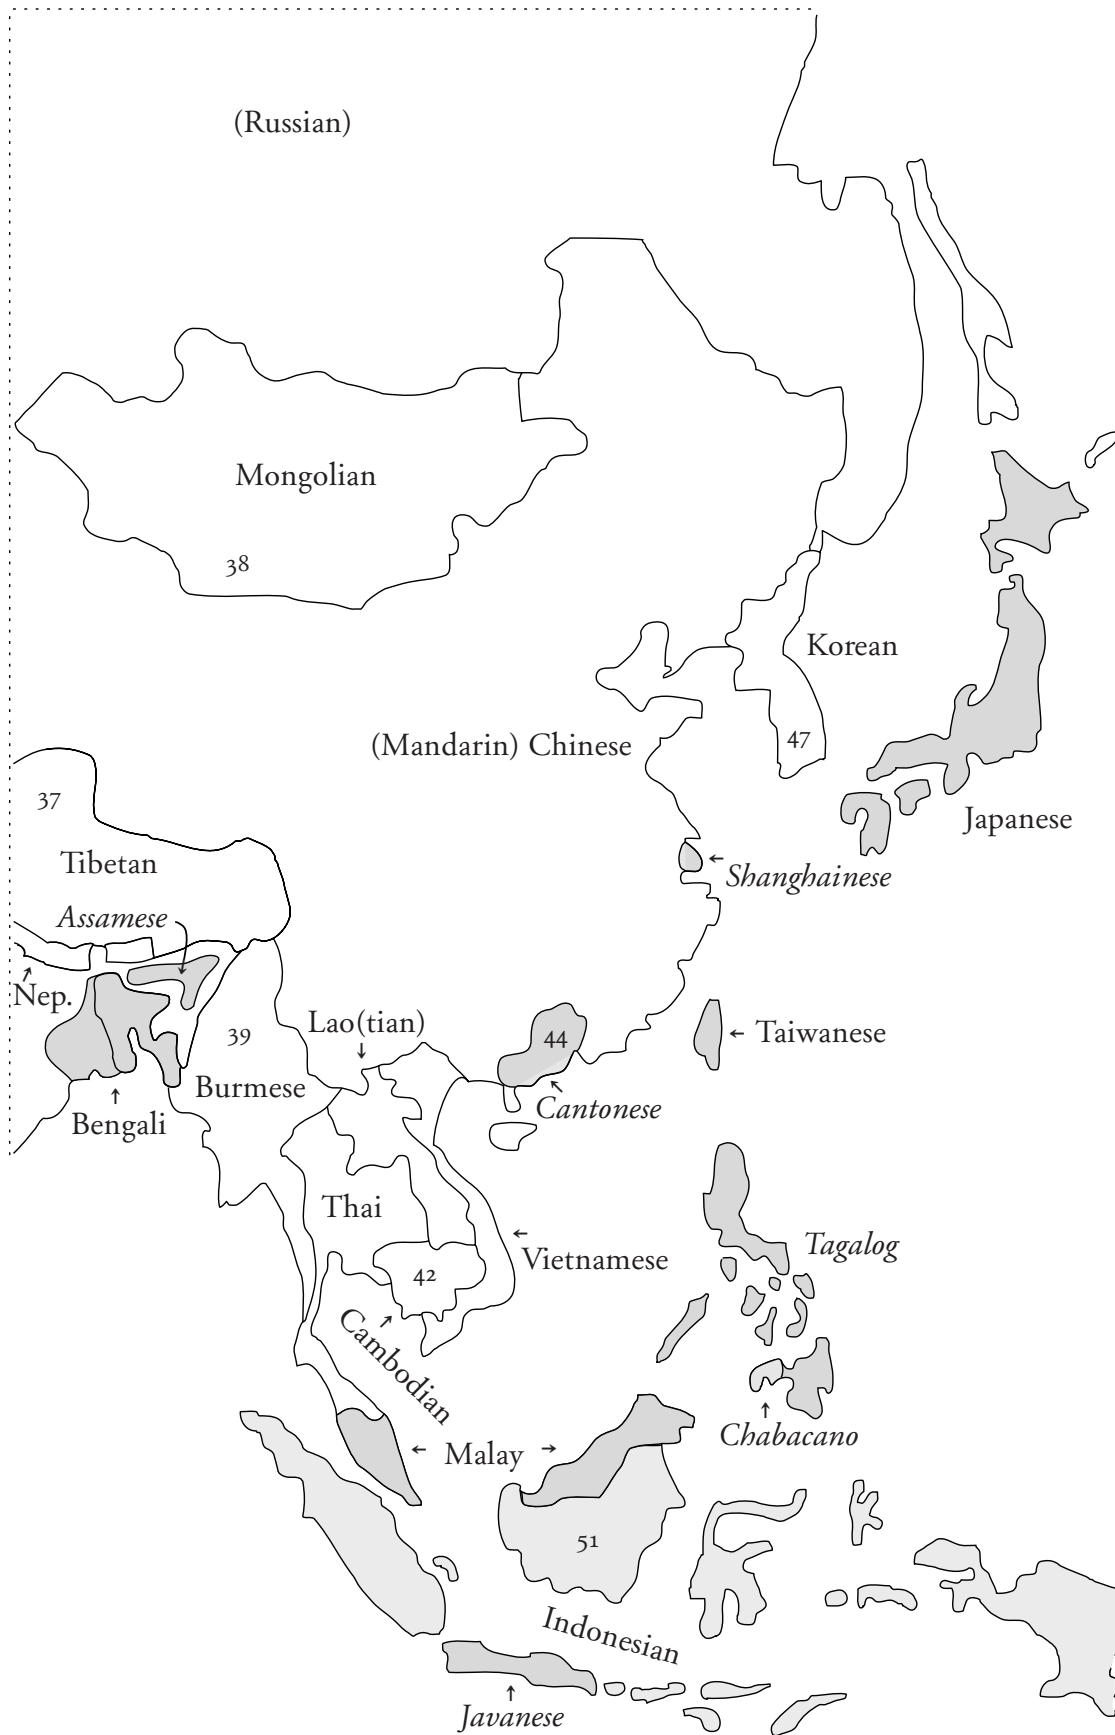 (Russian)
Mongolian
38
Korean
(Mandarin) Chinese
47
37
Japanese
Tibetan
Shanghainese
Assamese
Nep.
Lao(tian)
39
44
Taiwanese
Burmese
Cantonese
Bengali
Thai
Tagalog
Vietnamese
42
Cambodian
Chabacano
Malay
51
Indonesian
Javanese